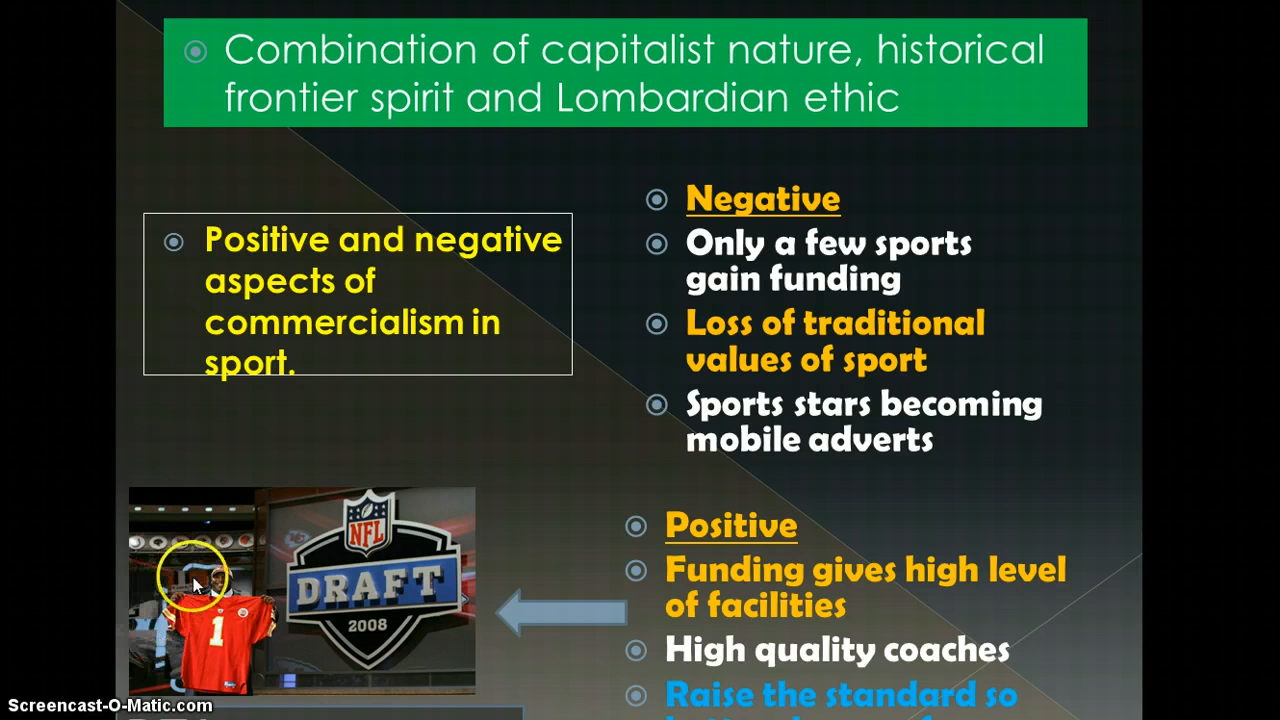 Combination of capitalist nature, historical
frontier spirit and Lombardian ethic
Positive and negative
aspects of
commercialism in
sport.
Negative
Only a few sports
gain funding
Loss of traditional
values of sport
Sports stars becoming
mobile adverts
NFL
DRAFT
2008
1
Positive
Funding gives high level
of facilities
High quality coaches
Raise the standard so
Screencast-O-Matic.com